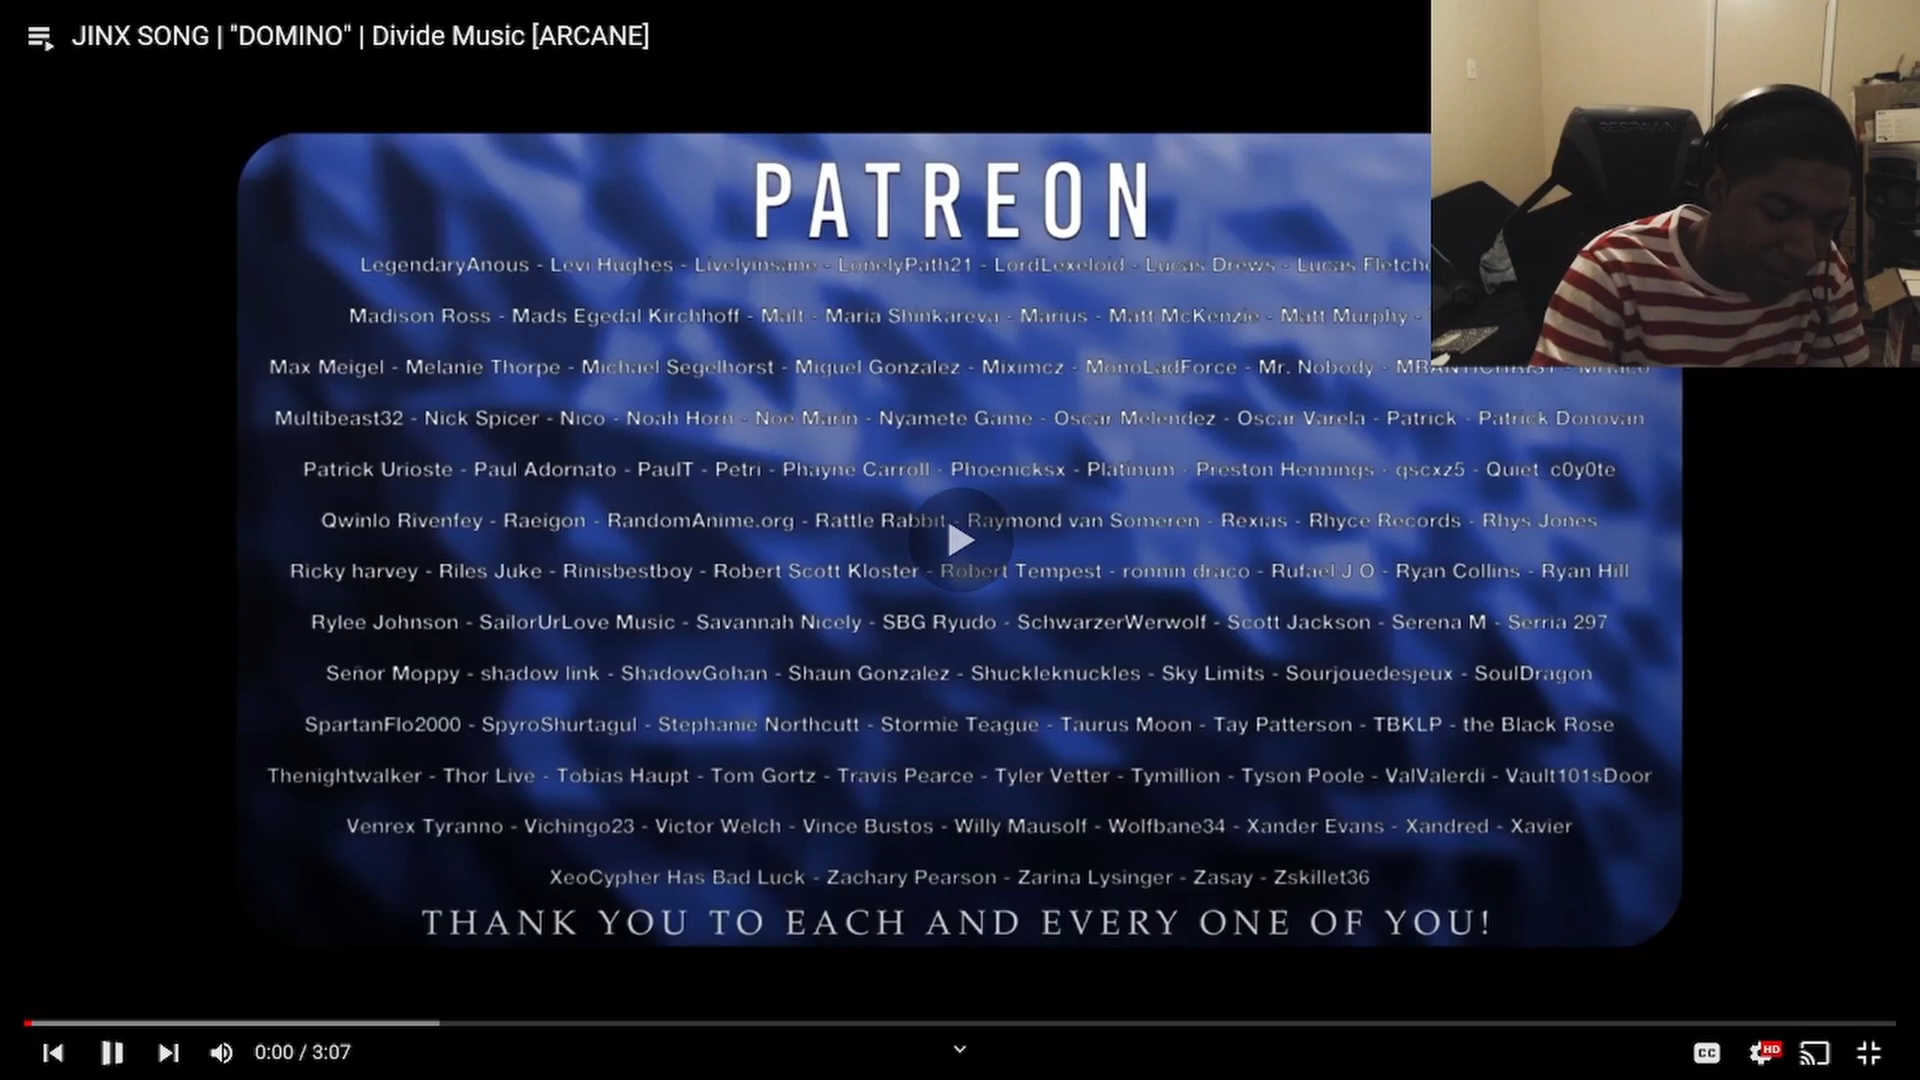 JINX SONG | "DOMINO" | Divide Music [ARCANE]
RESPAWN
PATREON
LegendaryAnous - Levi Hughes - Livelyinsane - LonelyPath21 - LordLexeloid - Lucas Drews - Lucas Fletche
Madison Ross - Mads Egedal Kirchhoff - Malt - Maria Shinkareva - Marius - Matt McKenzie - Matt Murphy -
Max Meigel - Melanie Thorpe - Michael Segelhorst - Miguel Gonzalez - Miximcz - MonoLadForce - Mr. Nobody -
Multibeast32 - Nick Spicer - Nico - Noah Horn - Noe Marin - Nyamete Game - Oscar Melendez - Oscar Varela - Patrick - Patrick Donovan
Patrick Urioste - Paul Adornato - PaulT - Petri - Phayne Carroll - Phoenicksx - Platinum - Preston Hennings - qscxz5 - Quiet_c0y0te
Qwinlo Rivenfey - Raeigon - RandomAnime.org - Rattle Rabbit - Raymond van Someren - Rexias - Rhyce Records - Rhys Jones
Ricky harvey - Riles Juke - Rinisbestboy - Robert Scott Kloster - Robert Tempest - ronnin draco - Rufael J O - Ryan Collins - Ryan Hill
Rylee Johnson - SailorUrLove Music - Savannah Nicely - SBG Ryudo - SchwarzerWerwolf - Scott Jackson - Serena M - Serria 297
Señor Moppy - shadow link - ShadowGohan - Shaun Gonzalez - Shuckleknuckles - Sky Limits - Sourjouedesjeux - SoulDragon
SpartanFlo2000 - SpyroShurtagul - Stephanie Northcutt - Stormie Teague - Taurus Moon - Tay Patterson - TBKLP - the Black Rose
Thenightwalker - Thor Live - Tobias Haupt - Tom Gortz - Travis Pearce - Tyler Vetter - Tymillion - Tyson Poole - ValValerdi - Vault101sDoor
Venrex Tyranno - Vichingo23 - Victor Welch - Vince Bustos - Willy Mausolf - Wolfbane34 - Xander Evans - Xandred - Xavier
XeoCypher Has Bad Luck - Zachary Pearson - Zarina Lysinger - Zasay - Zskillet36
THANK YOU TO EACH AND EVERY ONE OF YOU!
0:00 / 3:07
CC
HD